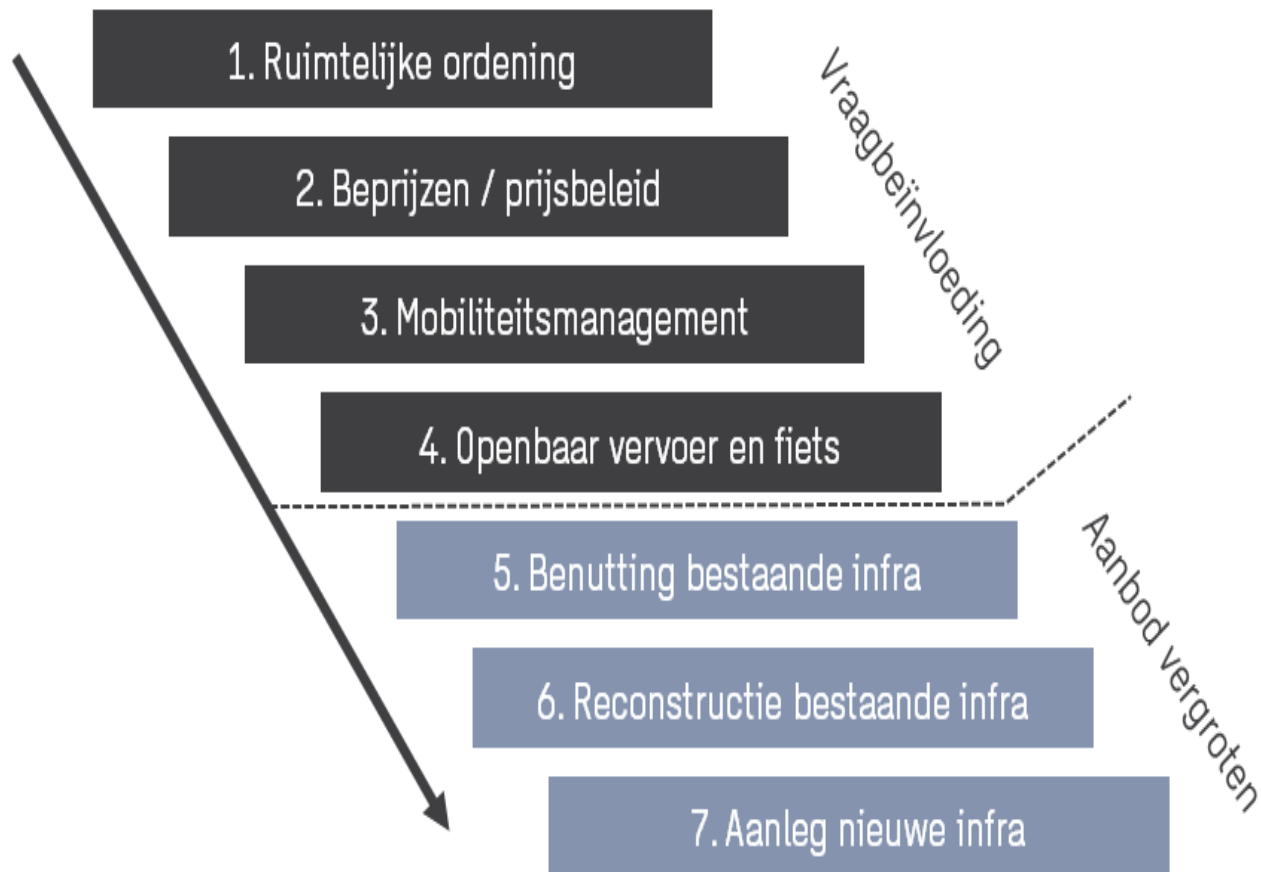 1. Ruimtelijke ordening
2. Beprijzen / prijsbeleid
3. Mobiliteitsmanagement
4. Openbaar vervoer en fiets
Vraagbeïnvloeding
5. Benutting bestaande infra
6. Reconstructie bestaande infra
7. Aanleg nieuwe infra
Aanbod vergroten